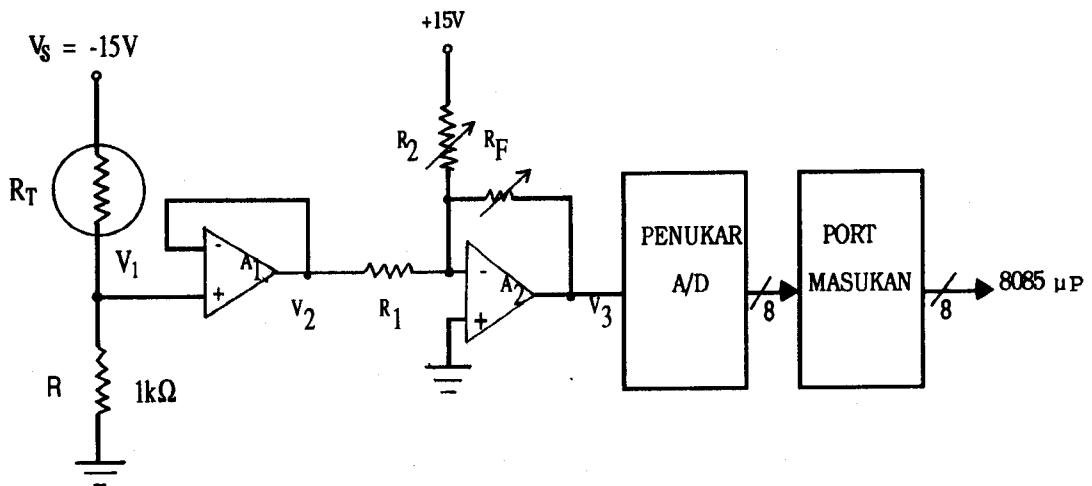 +15V
V_S = -15V
R_2
R_F
R_T
PENUKAR
A/D
PORT
MASUKAN
V_1
-
A_1
+
V_2
R_1
-
A_2
+
V_3
8
8
8085 µP
R
1kΩ